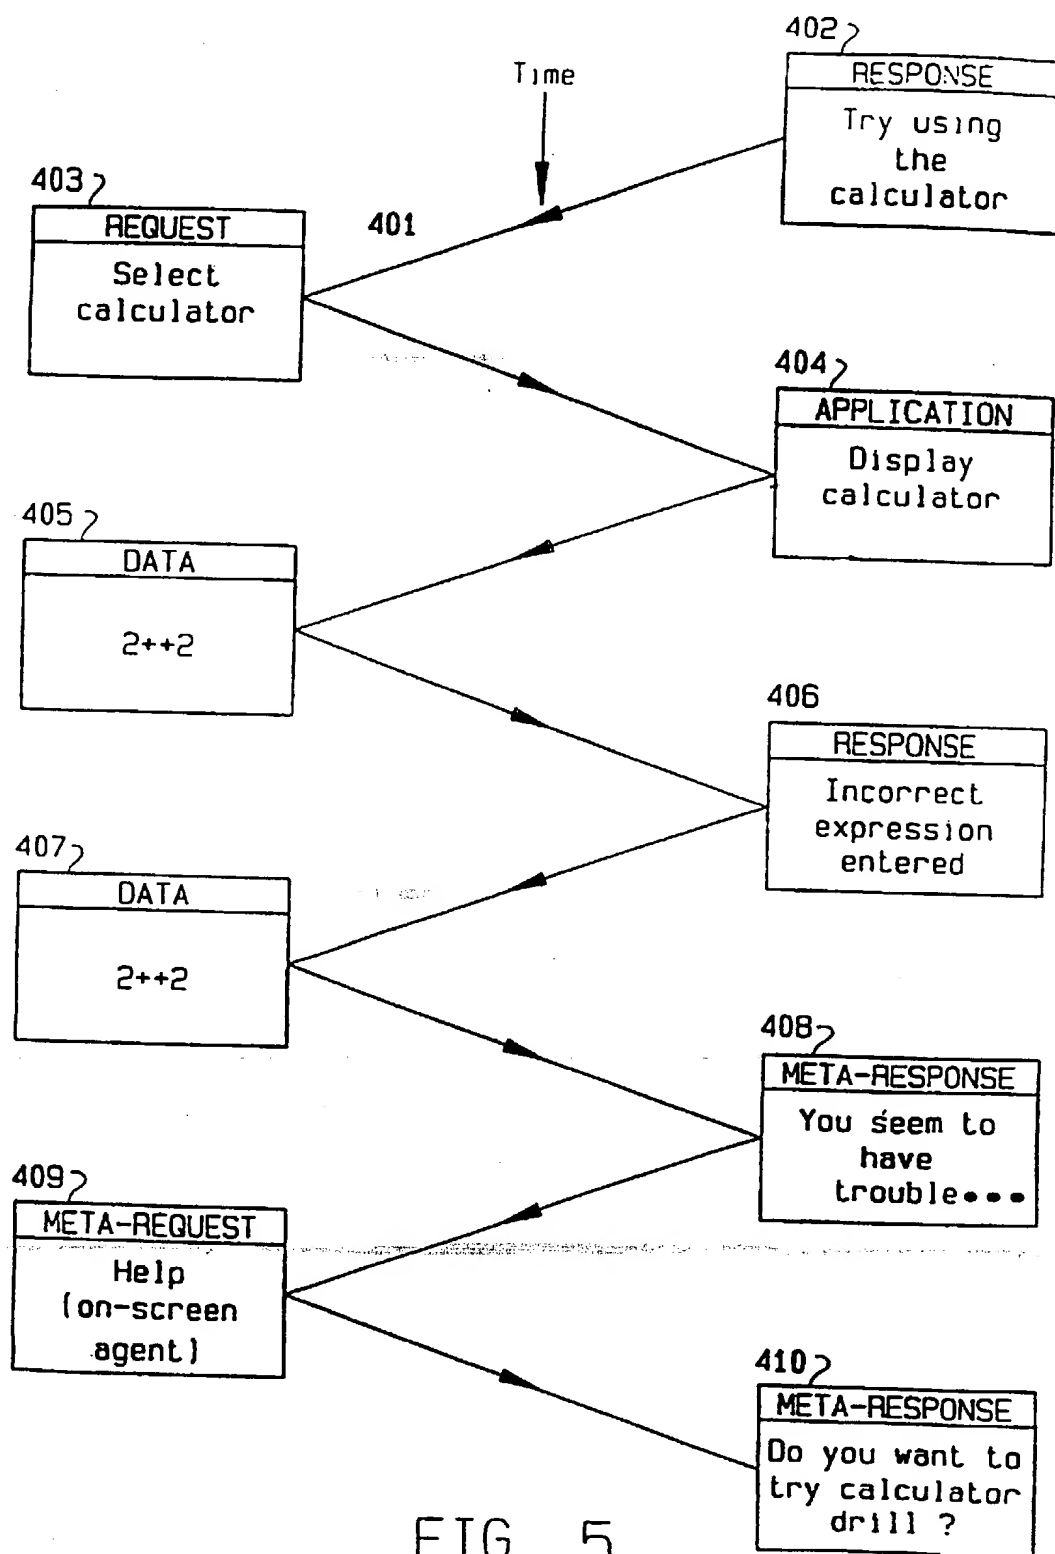 402
RESPONSE
Try using
the
calculator
Time
403
REQUEST
Select
calculator
401
404
APPLICATION
Display
calculator
405
DATA
2++2
406
RESPONSE
Incorrect
expression
entered
407
DATA
2++2
408
META-RESPONSE
You seem to
have
trouble•••
409
META-REQUEST
Help
(on-screen
agent)
410
META-RESPONSE
Do you want to
try calculator
drill ?
FIG 5